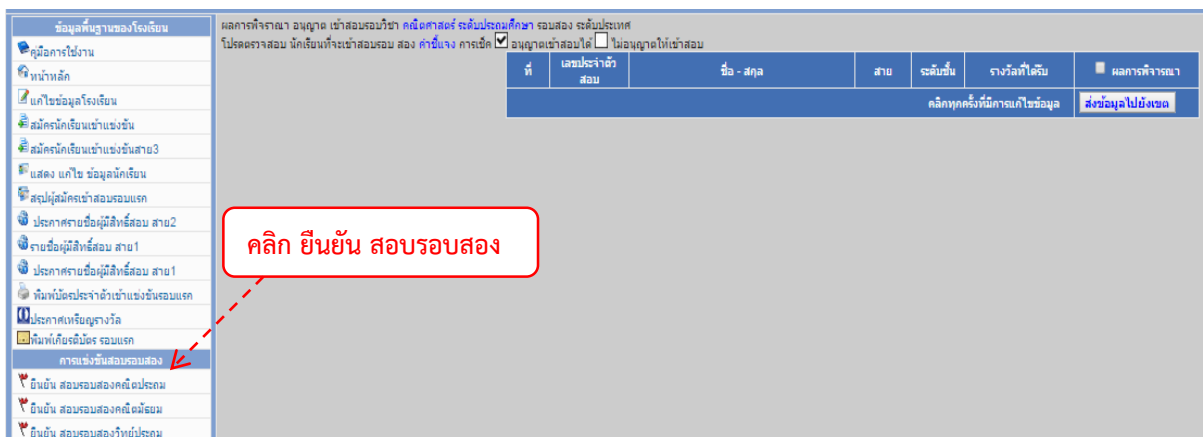 ข้อมูลพื้นฐานของโรงเรียน
คู่มือการใช้งาน
หน้าหลัก
แก้ไขข้อมูลโรงเรียน
สมัครนักเรียนเข้าแข่งขัน
สมัครนักเรียนเข้าแข่งขันสาย3
แสดง แก้ไข ข้อมูลนักเรียน
สรุปผู้สมัครเข้าสอบรอบแรก
ประกาศรายชื่อผู้มีสิทธิ์สอบ สาย2
รายชื่อผู้มีสิทธิ์สอบ สาย1
ประกาศรายชื่อผู้มีสิทธิ์สอบ สาย1
พิมพ์บัตรประจำตัวเข้าแข่งขันรอบแรก
ประกาศเหรียญรางวัล
พิมพ์เกียรติบัตร รอบแรก
การแข่งขันสอบรอบสอง
ยืนยัน สอบรอบสองคณิตประถม
ยืนยัน สอบรอบสองคณิตมัธยม
ยืนยัน สอบรอบสองวิทย์ประถม
ผลการพิจราณา อนุญาต เข้าสอบรอบวิชา คณิตศาสตร์ ระดับประถมศึกษา รอบสอง ระดับประเทศ
โปรดตราจสอบ นักเรียนที่จะเข้าสอบรอบ สอง คำชี้แจง การเช็ค อนุญาตเข้าสอบได้ ไม่อนุญาตให้เข้าสอบ
ที่ เลขประจำตัวสอบ ชื่อ - สกุล สาย ระดับชั้น รางวัลที่ได้รับ ผลการพิจารณา
คลิกทุกครั้งที่มีการแก้ไขข้อมูล ส่งข้อมูลไปยังเขต
คลิก ยืนยัน สอบรอบสอง